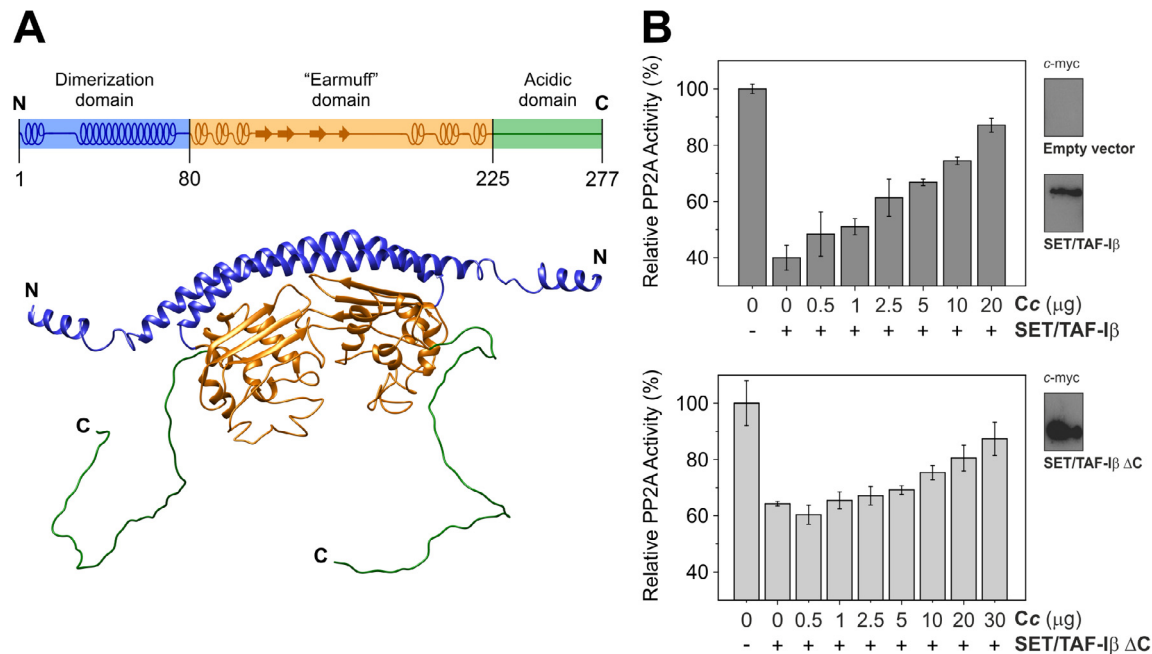 A
Dimerization
domain
“Earmuff”
domain
Acidic
domain
N
C
1
80
225
277
N
N
C
C
B
Relative PP2A Activity (%)
100
80
60
40
0 0 0.5 1 2.5 5 10 20 Cc (μg)
- + + + + + + + SET/TAF-Iβ
c-myc
Empty vector
SET/TAF-Iβ
Relative PP2A Activity (%)
100
80
60
40
0 0 0.5 1 2.5 5 10 20 30 Cc (μg)
- + + + + + + + + SET/TAF-Iβ ΔC
c-myc
SET/TAF-Iβ ΔC